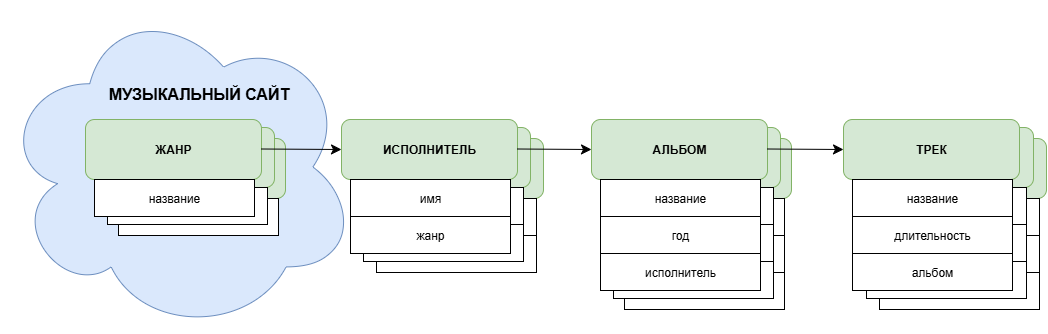 МУЗЫКАЛЬНЫЙ САЙТ
ЖАНР
название
ИСПОЛНИТЕЛЬ
имя
жанр
АЛЬБОМ
название
год
исполнитель
ТРЕК
название
длительность
альбом